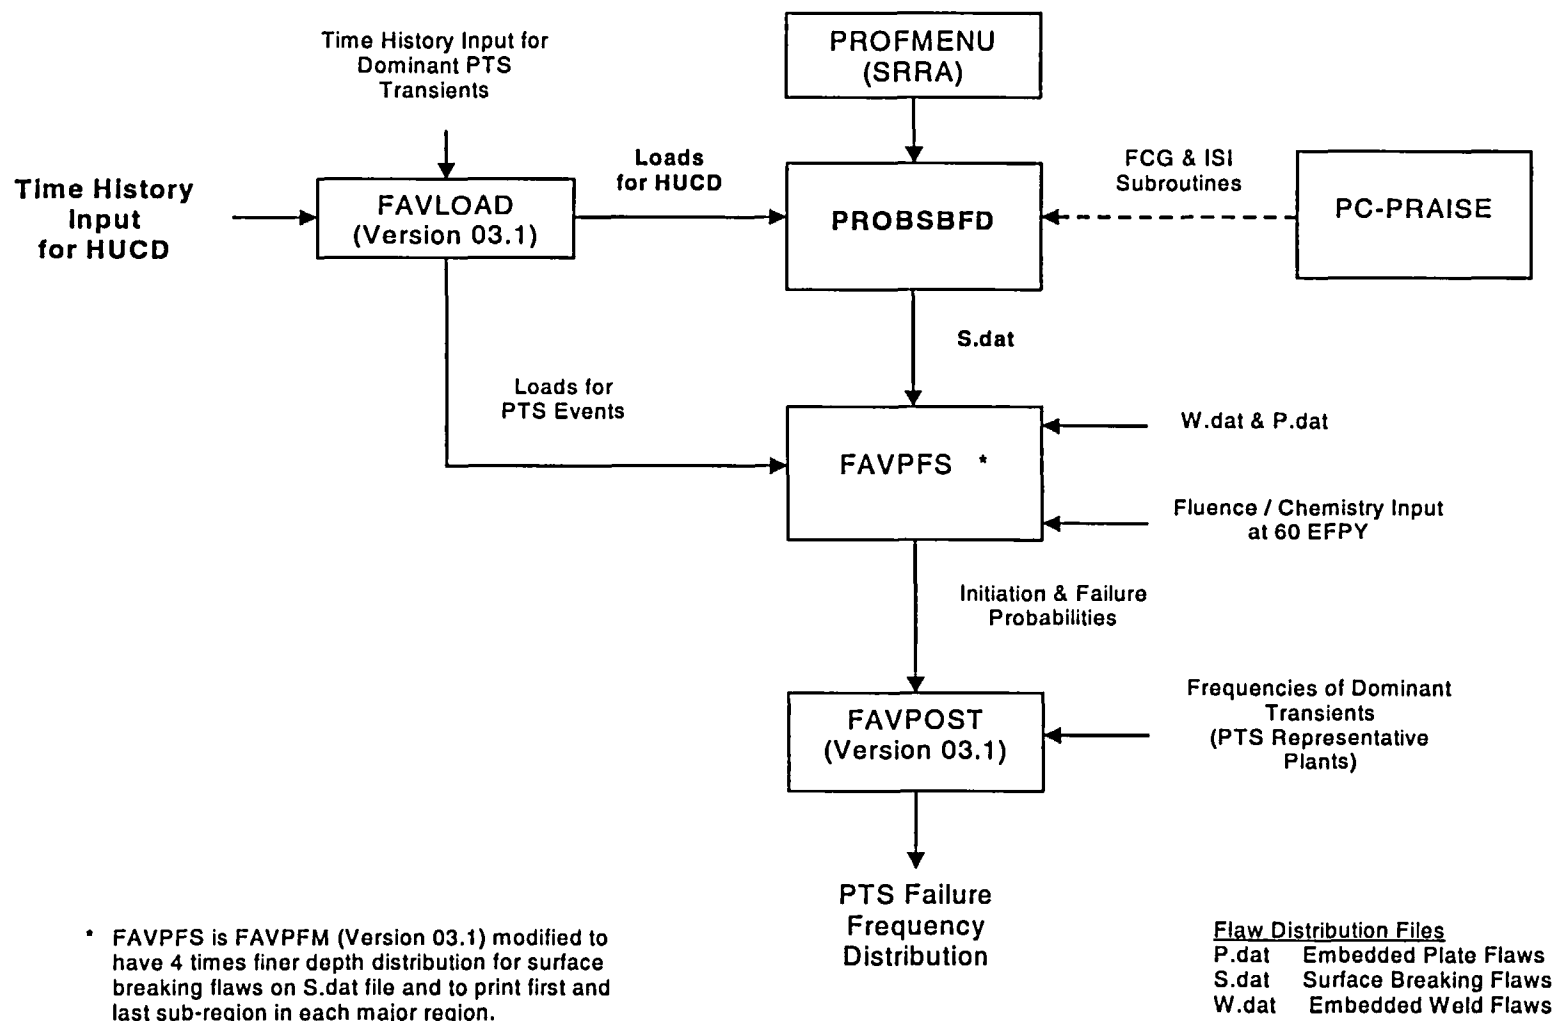 Time History Input for
Dominant PTS
Transients
PROFMENU
(SRRA)
Time History
Input
for HUCD
FAVLOAD
(Version 03.1)
Loads
for HUCD
PROBSBFD
FCG & ISI
Subroutines
PC-PRAISE
S.dat
Loads for
PTS Events
FAVPFS *
W.dat & P.dat
Fluence / Chemistry Input
at 60 EFPY
Initiation & Failure
Probabilities
FAVPOST
(Version 03.1)
Frequencies of Dominant
Transients
(PTS Representative
Plants)
PTS Failure
Frequency
Distribution
* FAVPFS is FAVPFM (Version 03.1) modified to
have 4 times finer depth distribution for surface
breaking flaws on S.dat file and to print first and
last sub-region in each major region.
Flaw Distribution Files
P.dat Embedded Plate Flaws
S.dat Surface Breaking Flaws
W.dat Embedded Weld Flaws